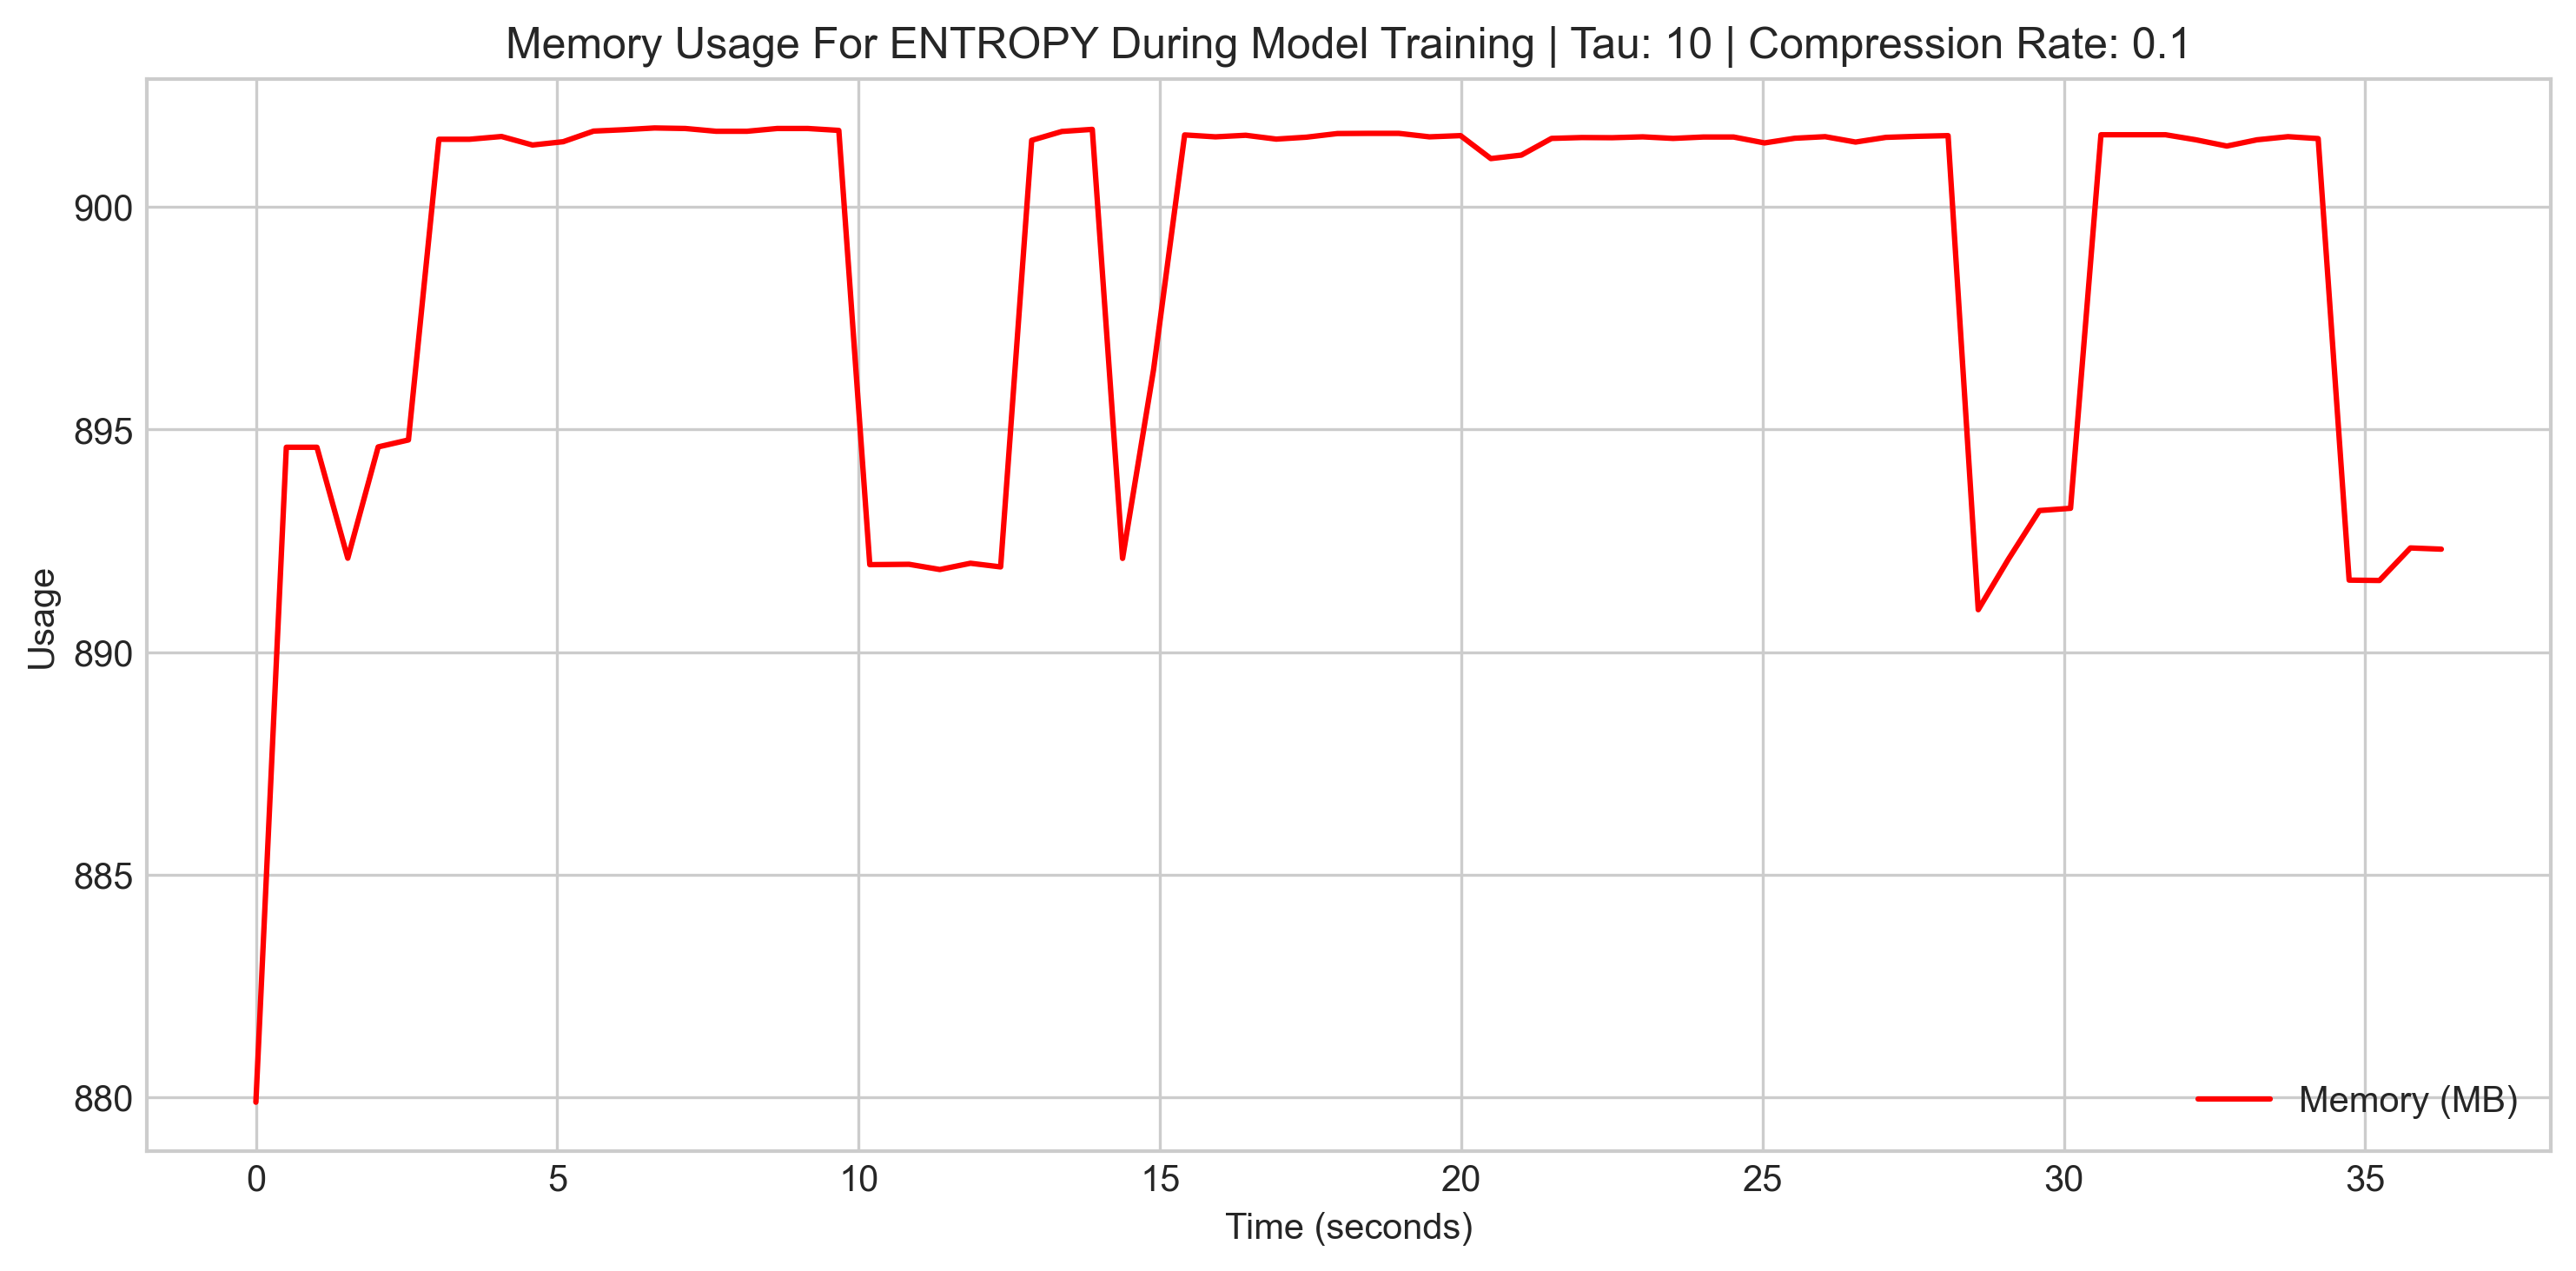 Memory Usage For ENTROPY During Model Training | Tau: 10 | Compression Rate: 0.1
Usage
900
895
890
885
880
Memory (MB)
0 5 10 15 20 25 30 35
Time (seconds)